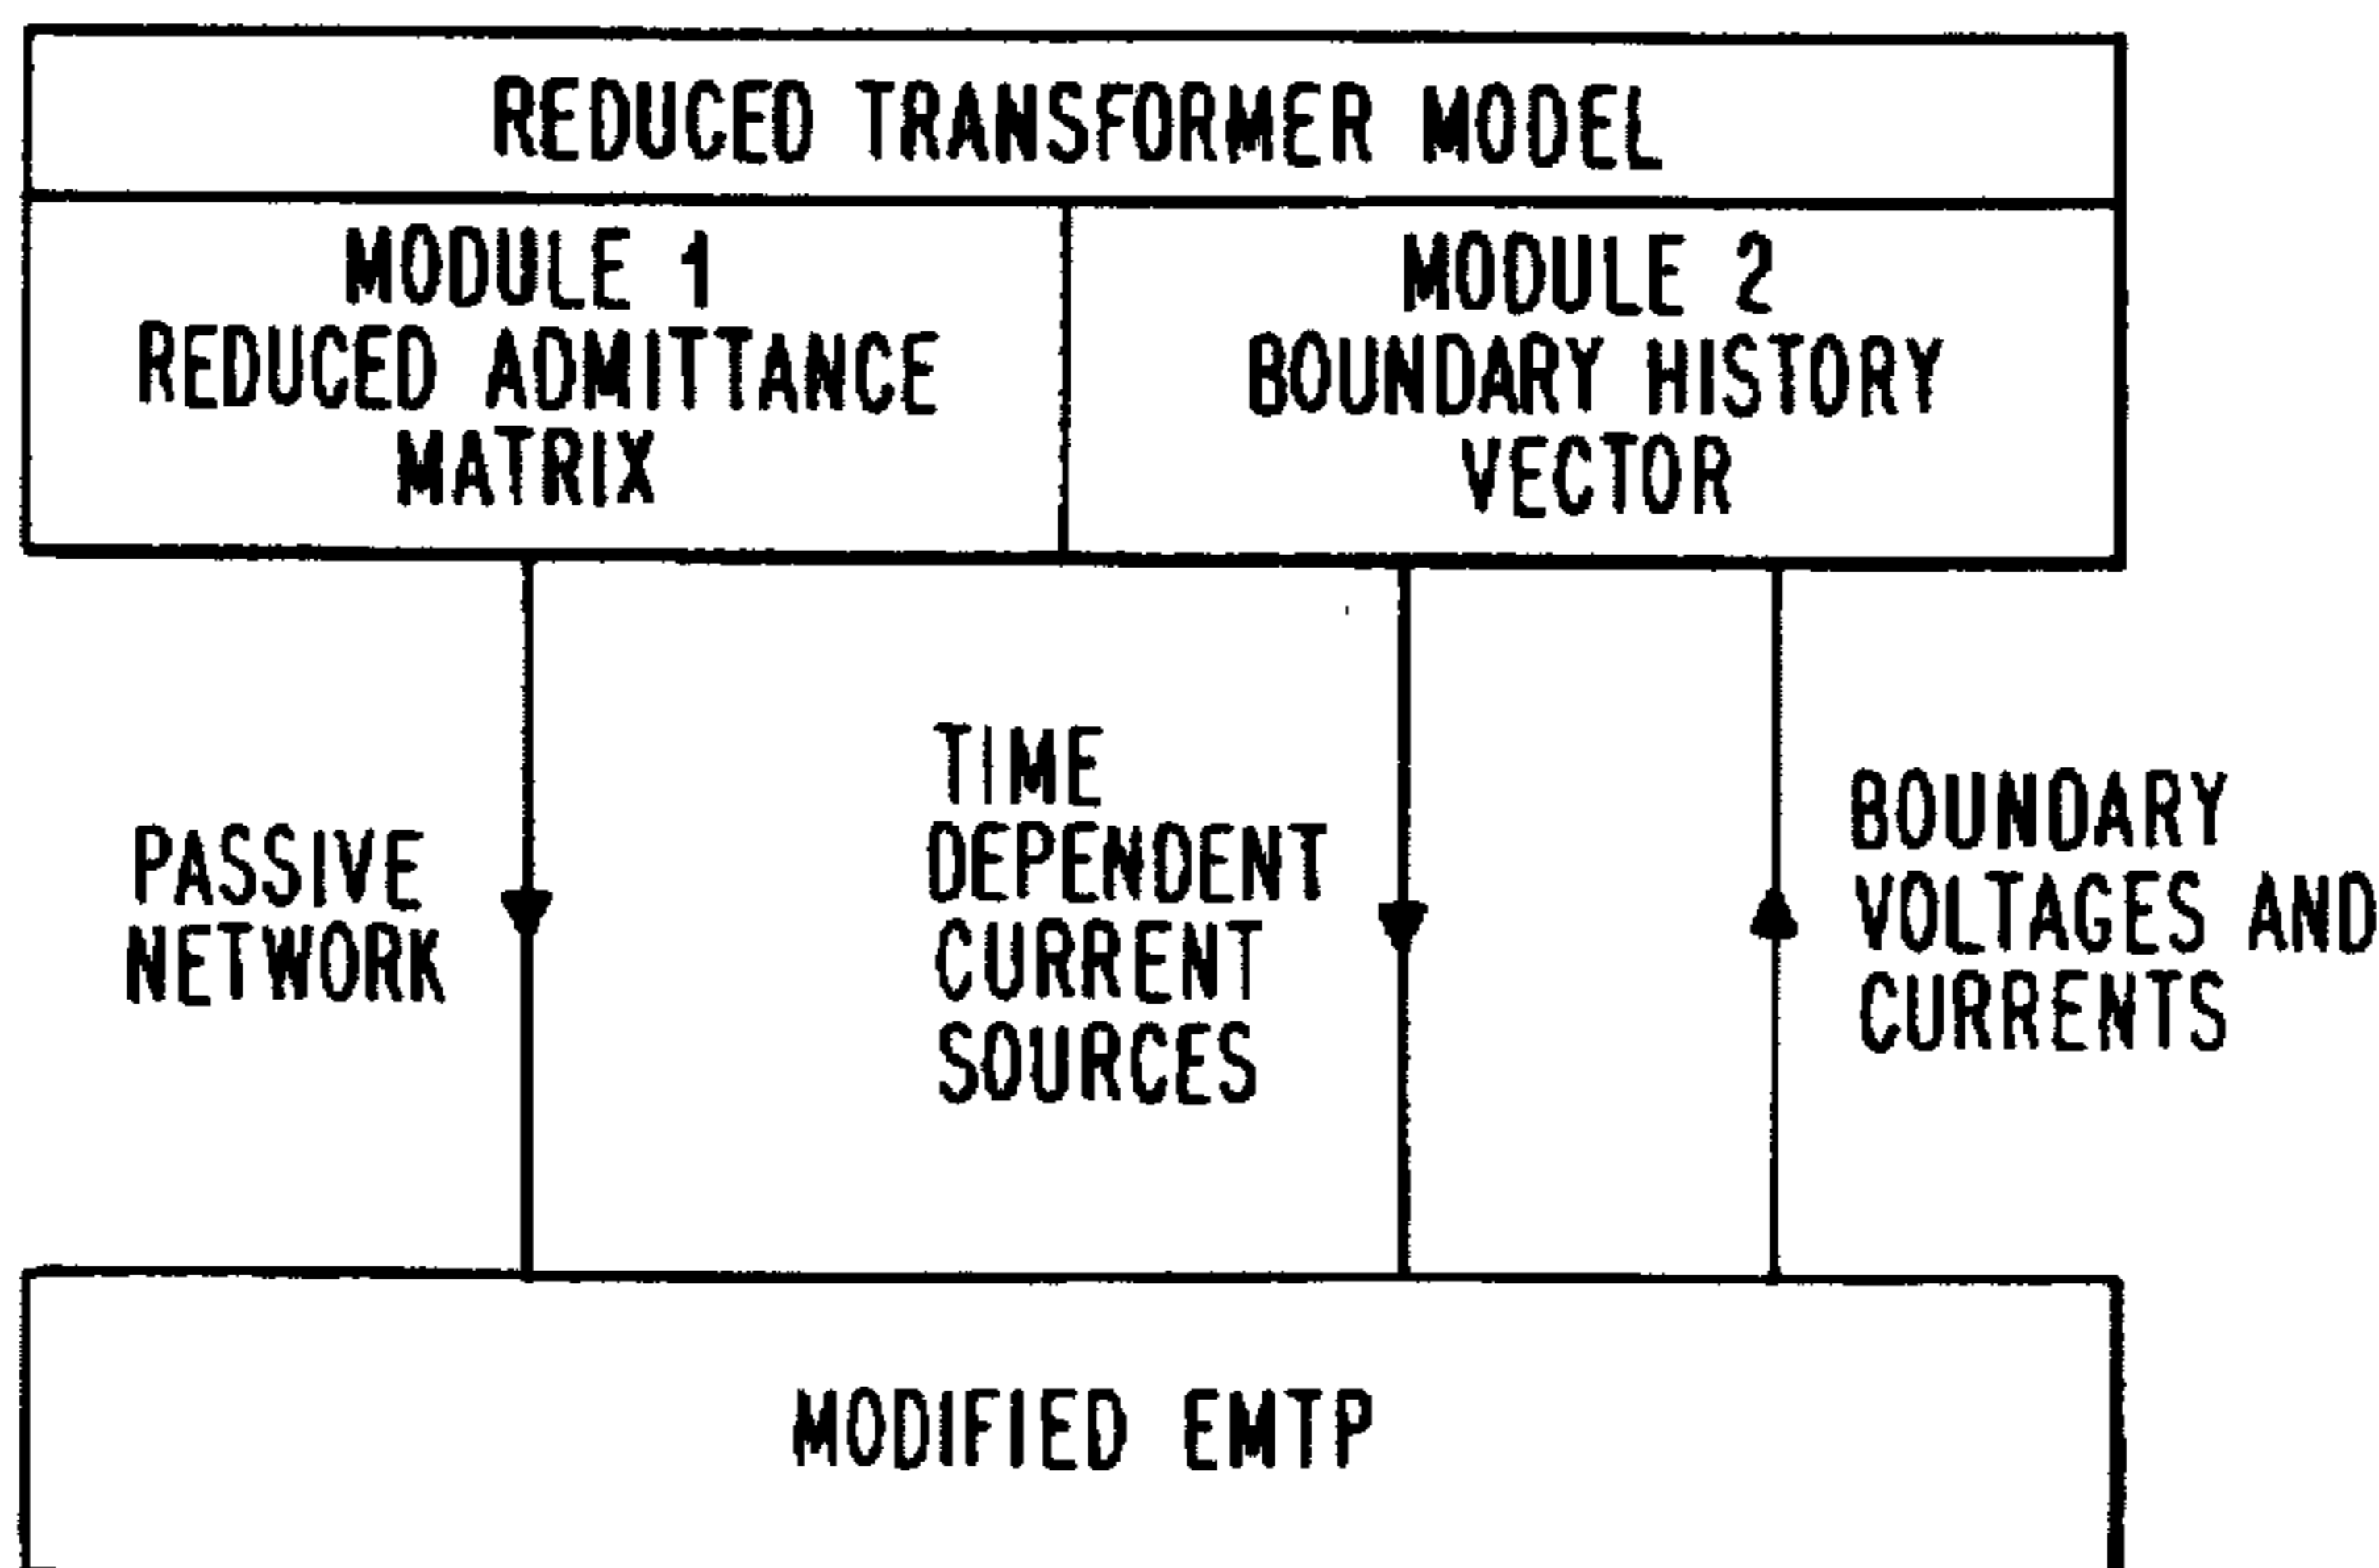 REDUCED TRANSFORMER MODEL
MODULE 1
REDUCED ADMITTANCE
MATRIX
MODULE 2
BOUNDARY HISTORY
VECTOR
PASSIVE
NETWORK
TIME
DEPENDENT
CURRENT
SOURCES
BOUNDARY
VOLTAGES AND
CURRENTS
MODIFIED EMTP